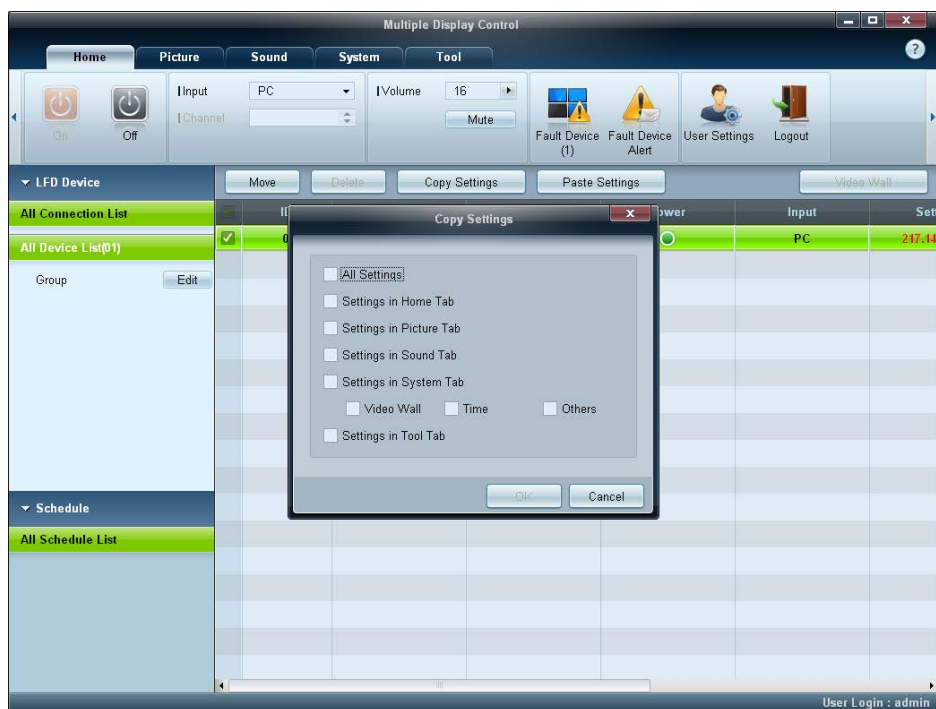 Multiple Display Control
Home Picture Sound System Tool
Input PC
Channel
Volume 16
Mute
On Off
Fault Device (1)
Fault Device Alert
User Settings
Logout
LFD Device
Move Delete Copy Settings Paste Settings Video Wall
All Connection List
Input
All Device List(01)
PC 217.14
Group Edit
Copy Settings
All Settings
Settings in Home Tab
Settings in Picture Tab
Settings in Sound Tab
Settings in System Tab
Video Wall Time Others
Settings in Tool Tab
OK Cancel
Schedule
All Schedule List
User Login : admin